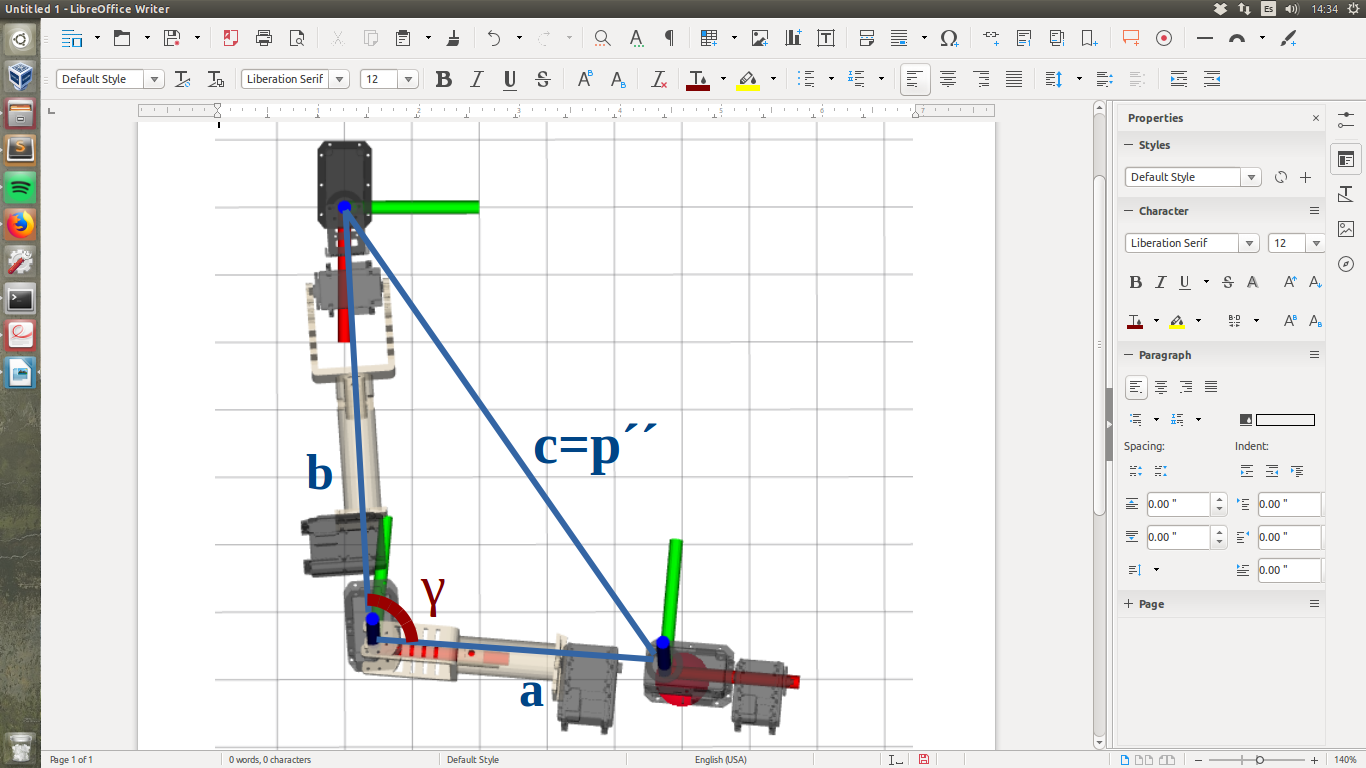 Untitled 1 - LibreOffice Writer
Es
14:34
Default Style
Liberation Serif
12
Properties
Styles
Default Style
Character
Liberation Serif
12
Paragraph
Spacing:
Indent:
0.00 "
0.00 "
0.00 "
0.00 "
0.00 "
Page
c=p´´
b
γ
a
Page 1 of 1
0 words, 0 characters
Default Style
English (USA)
140%